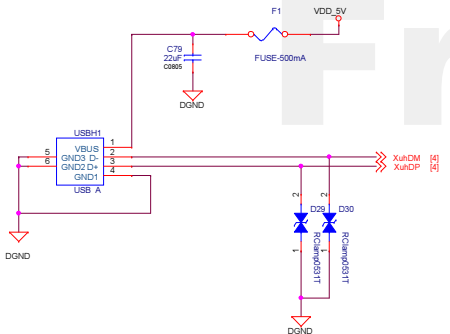 Fr
F1
VDD_5V
C79
22uF
C0805
FUSE-500mA
DGND
USBH1
1
VBUS
5
GND3 D-
2
6
GND2 D+
3
4
GND1
USB_A
XuhDM [4]
XuhDP [4]
2
2
D29
D30
RClamp0531T
RClamp0531T
1
1
DGND
DGND